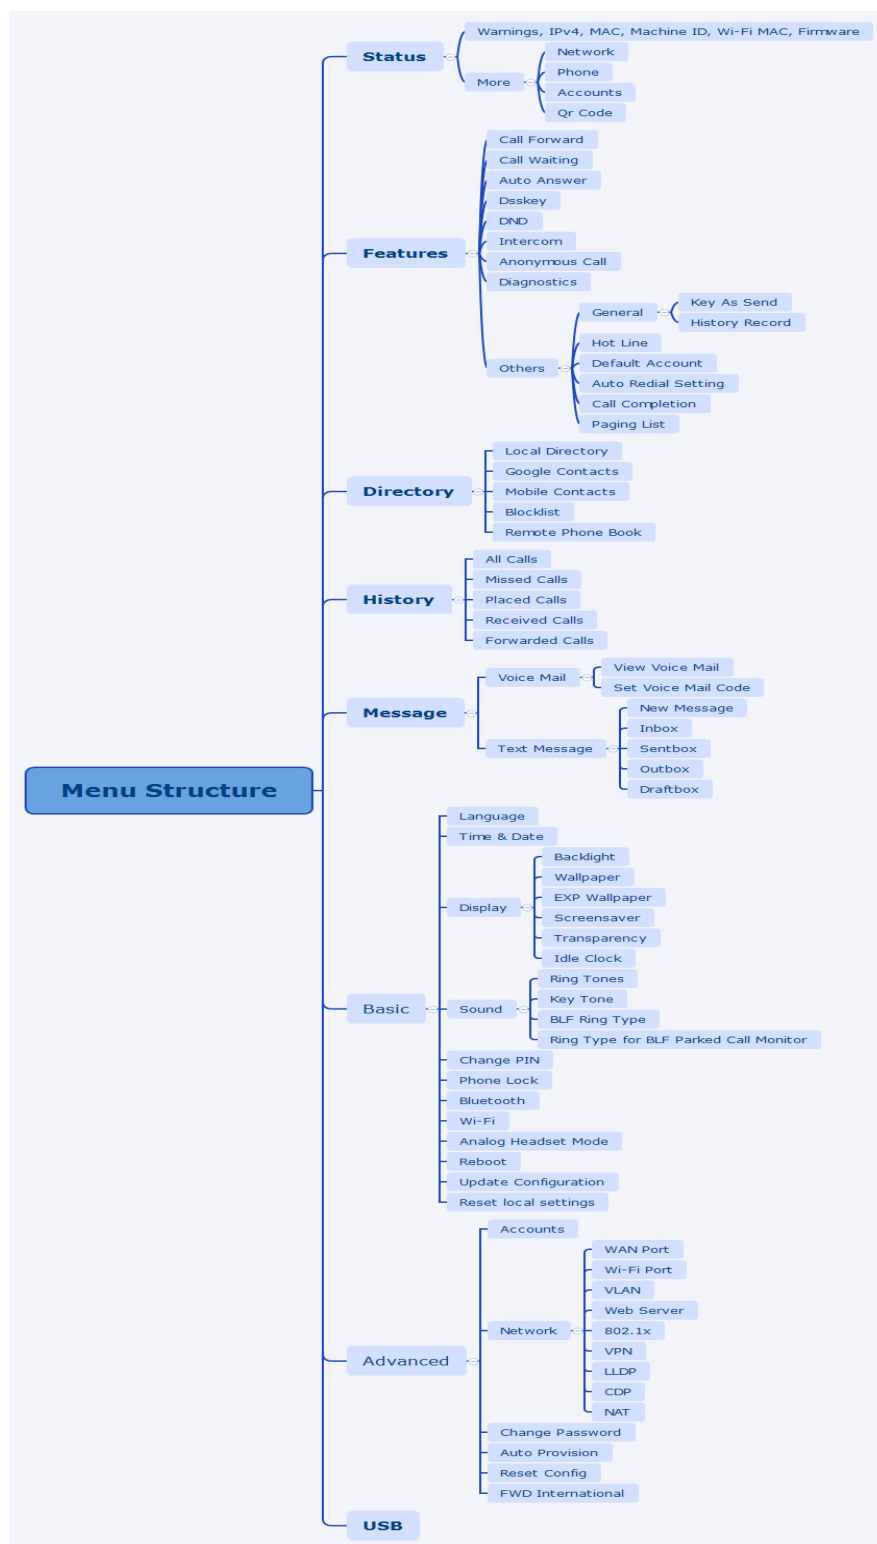 Menu Structure
Status
Warnings, IPv4, MAC, Machine ID, Wi-Fi MAC, Firmware
More
Network
Phone
Accounts
Qr Code
Features
Call Forward
Call Waiting
Auto Answer
Dsskey
DND
Intercom
Anonymous Call
Diagnostics
Others
General
Key As Send
History Record
Hot Line
Default Account
Auto Redial Setting
Call Completion
Paging List
Directory
Local Directory
Google Contacts
Mobile Contacts
Blocklist
Remote Phone Book
History
All Calls
Missed Calls
Placed Calls
Received Calls
Forwarded Calls
Message
Voice Mail
View Voice Mail
Set Voice Mail Code
Text Message
New Message
Inbox
Sentbox
Outbox
Draftbox
Basic
Language
Time & Date
Display
Backlight
Wallpaper
EXP Wallpaper
Screensaver
Transparency
Idle Clock
Sound
Ring Tones
Key Tone
BLF Ring Type
Ring Type for BLF Parked Call Monitor
Change PIN
Phone Lock
Bluetooth
Wi-Fi
Analog Headset Mode
Reboot
Update Configuration
Reset local settings
Advanced
Accounts
Network
WAN Port
Wi-Fi Port
VLAN
Web Server
802.1x
VPN
LLDP
CDP
NAT
Change Password
Auto Provision
Reset Config
FWD International
USB